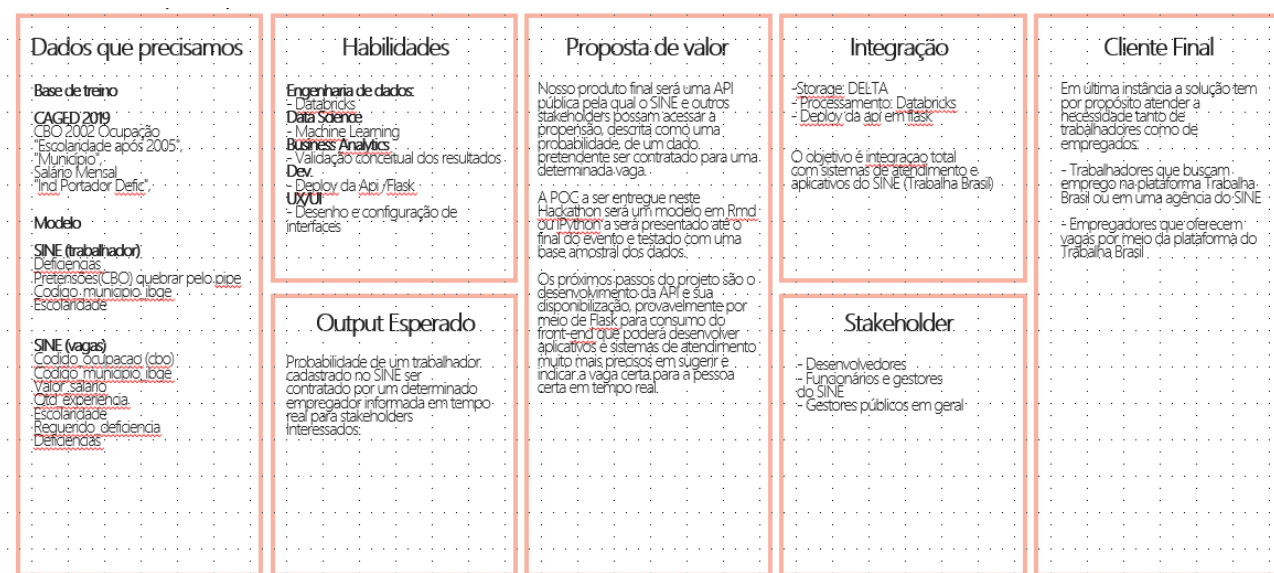 Dados que precisamos
Base de treino
CAGED 2019
CBO 2002 Ocupação
"Escolaridade após 2005",
"Município",
Salário Mensal
"Ind Portador Defic",
Modelo
SINE (trabalhador)
Deficiencias
Pretensões(CBO) quebrar pelo pipe
Codigo_municipio_ibge
Escolaridade
SINE (vagas)
Codido_ocupacao (cbo)
Codigo_municipio_ibge
Valor_salario
Qtd_experiencia
Escolaridade
Requerido_deficiencia
Deficiencias
Habilidades
Engenharia de dados:
- Databricks
Data Science
- Machine Learning
Business Analytics
- Validação conceitual dos resultados
Dev.
- Deploy da Api /Flask
UX/UI
- Desenho e configuração de
interfaces
Output Esperado
Probabilidade de um trabalhador
cadastrado no SINE ser
contratado por um determinado
empregador informada em tempo
real para stakeholders
interessados.
Proposta de valor
Nosso produto final será uma API
pública pela qual o SINE e outros
stakeholders possam acessar a
propensão, descrita como uma
probabilidade, de um dado
pretendente ser contratado para uma
determinada vaga.
A POC a ser entregue neste
Hackathon será um modelo em Rmd
ou iPython a será presentado até o
final do evento e testado com uma
base amostral dos dados.
Os próximos passos do projeto são o
desenvolvimento da API e sua
disponibilização, provavelmente por
meio de Flask para consumo do
front-end que poderá desenvolver
aplicativos e sistemas de atendimento
muito mais precisos em sugerir e
indicar a vaga certa para a pessoa
certa em tempo real.
Integração
-Storage: DELTA
- Processamento: Databricks
- Deploy da api em flask
O objetivo é integraçao total
com sistemas de atendimento e
aplicativos do SINE (Trabalha Brasil)
Stakeholder
- Desenvolvedores
- Funcionários e gestores
do SINE
- Gestores públicos em geral
Cliente Final
Em última instância a solução tem
por propósito atender a
necessidade tanto de
trabalhadores como de
empregados:
- Trabalhadores que buscam
emprego na plataforma Trabalha
Brasil ou em uma agência do SINE
- Empregadores que oferecem
vagas por meio da plataforma do
Trabalha Brasil